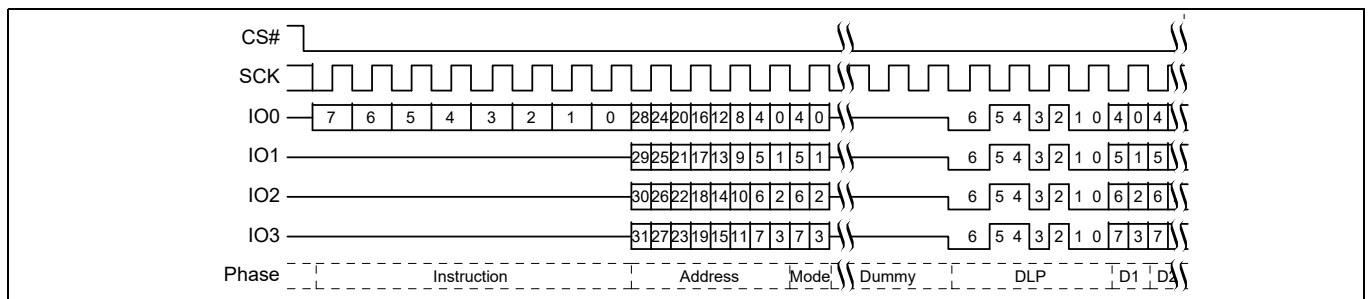 CS#
SCK
IO0 7 6 5 4 3 2 1 0 28 24 20 16 12 8 4 0 4 0 6 5 4 3 2 1 0 4 0 4
IO1 29 25 21 17 13 9 5 1 5 1 6 5 4 3 2 1 0 5 1 5
IO2 30 26 22 18 14 10 6 2 6 2 6 5 4 3 2 1 0 6 2 6
IO3 31 27 23 19 15 11 7 3 7 3 6 5 4 3 2 1 0 7 3 7
Phase Instruction Address Mode Dummy DLP D1 D2